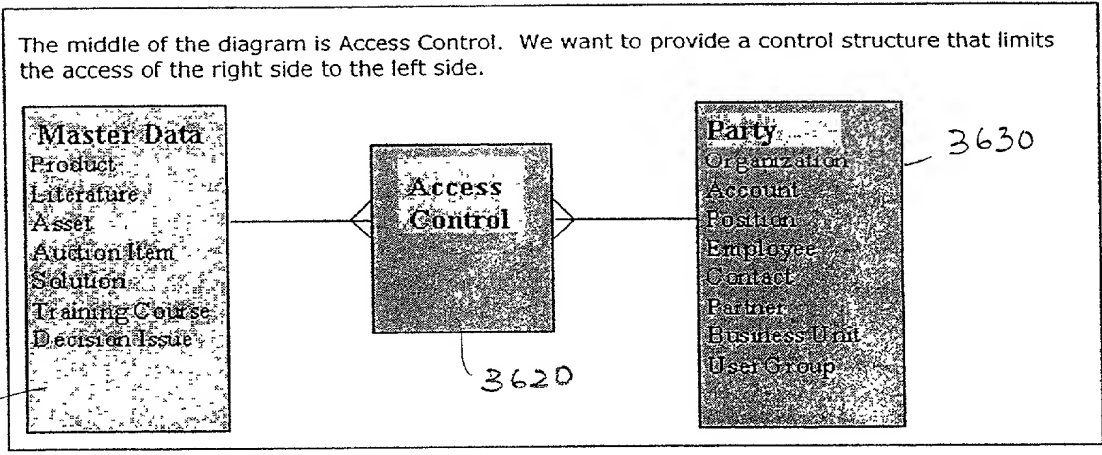 The middle of the diagram is Access Control. We want to provide a control structure that limits
the access of the right side to the left side.
Master Data
Product
Literature
Asset
Auction Item
Solution
Training Course
Decision Issue
Access
Control
3620
Party
Organization
Account
Position
Employee
Contact
Partner
Business Unit
User Group
3630